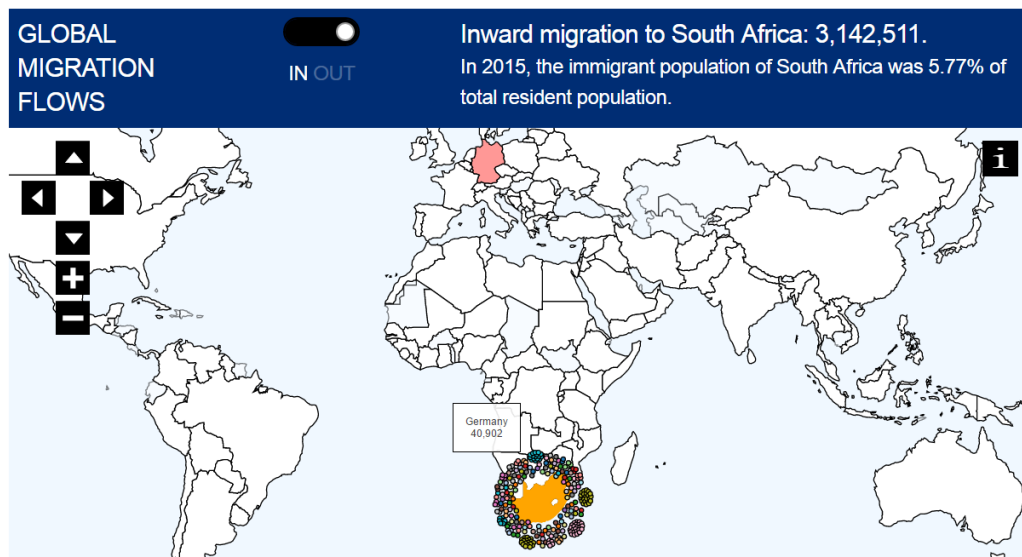 GLOBAL
MIGRATION
FLOWS
IN OUT
Inward migration to South Africa: 3,142,511.
In 2015, the immigrant population of South Africa was 5.77% of
total resident population.
i
Germany
40,902